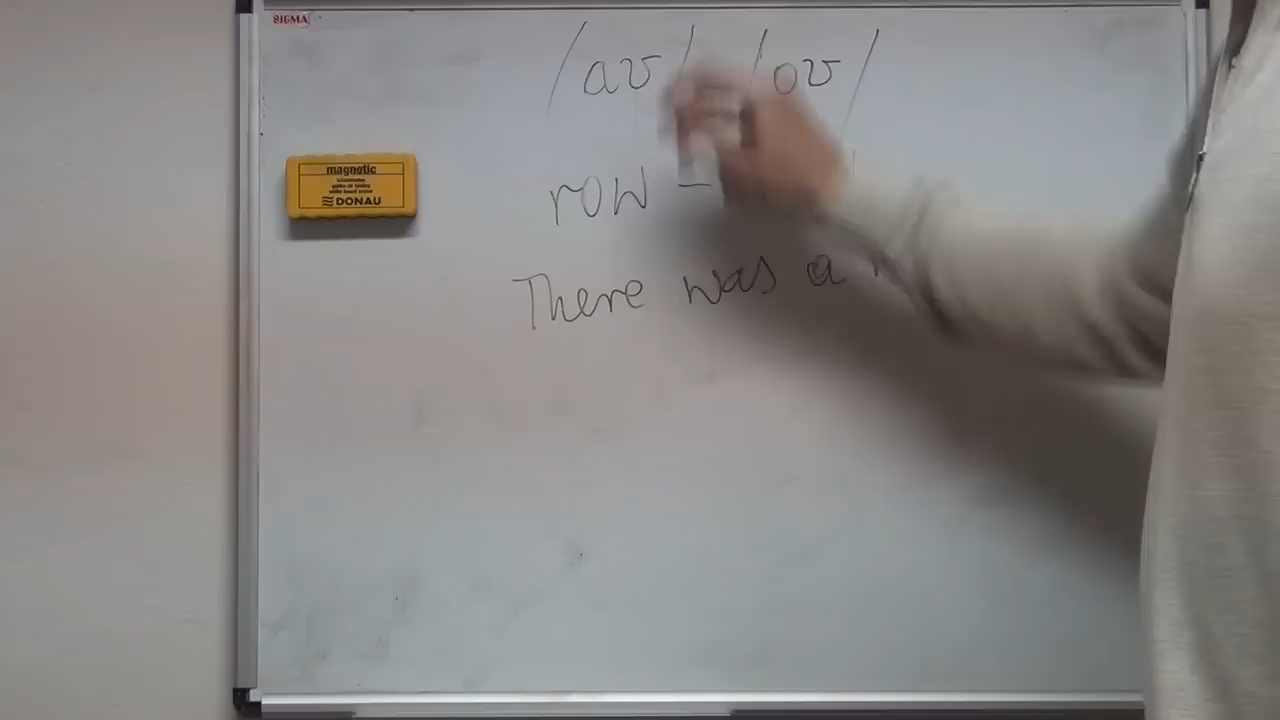 SIGMA
/aʊ/ /oʊ/
magnetic
DONAU
row -
There was a